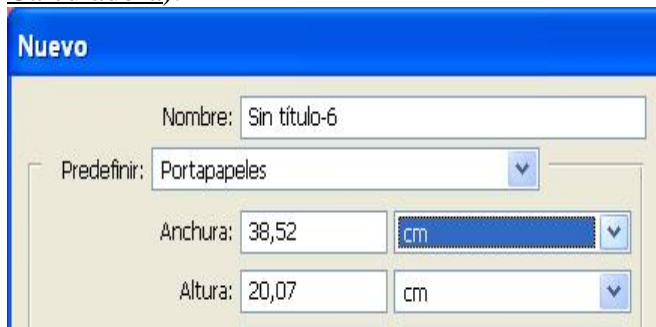 Nuevo
Nombre: Sin título-6
Predefinir: Portapapeles
Anchura: 38,52 cm
Altura: 20,07 cm